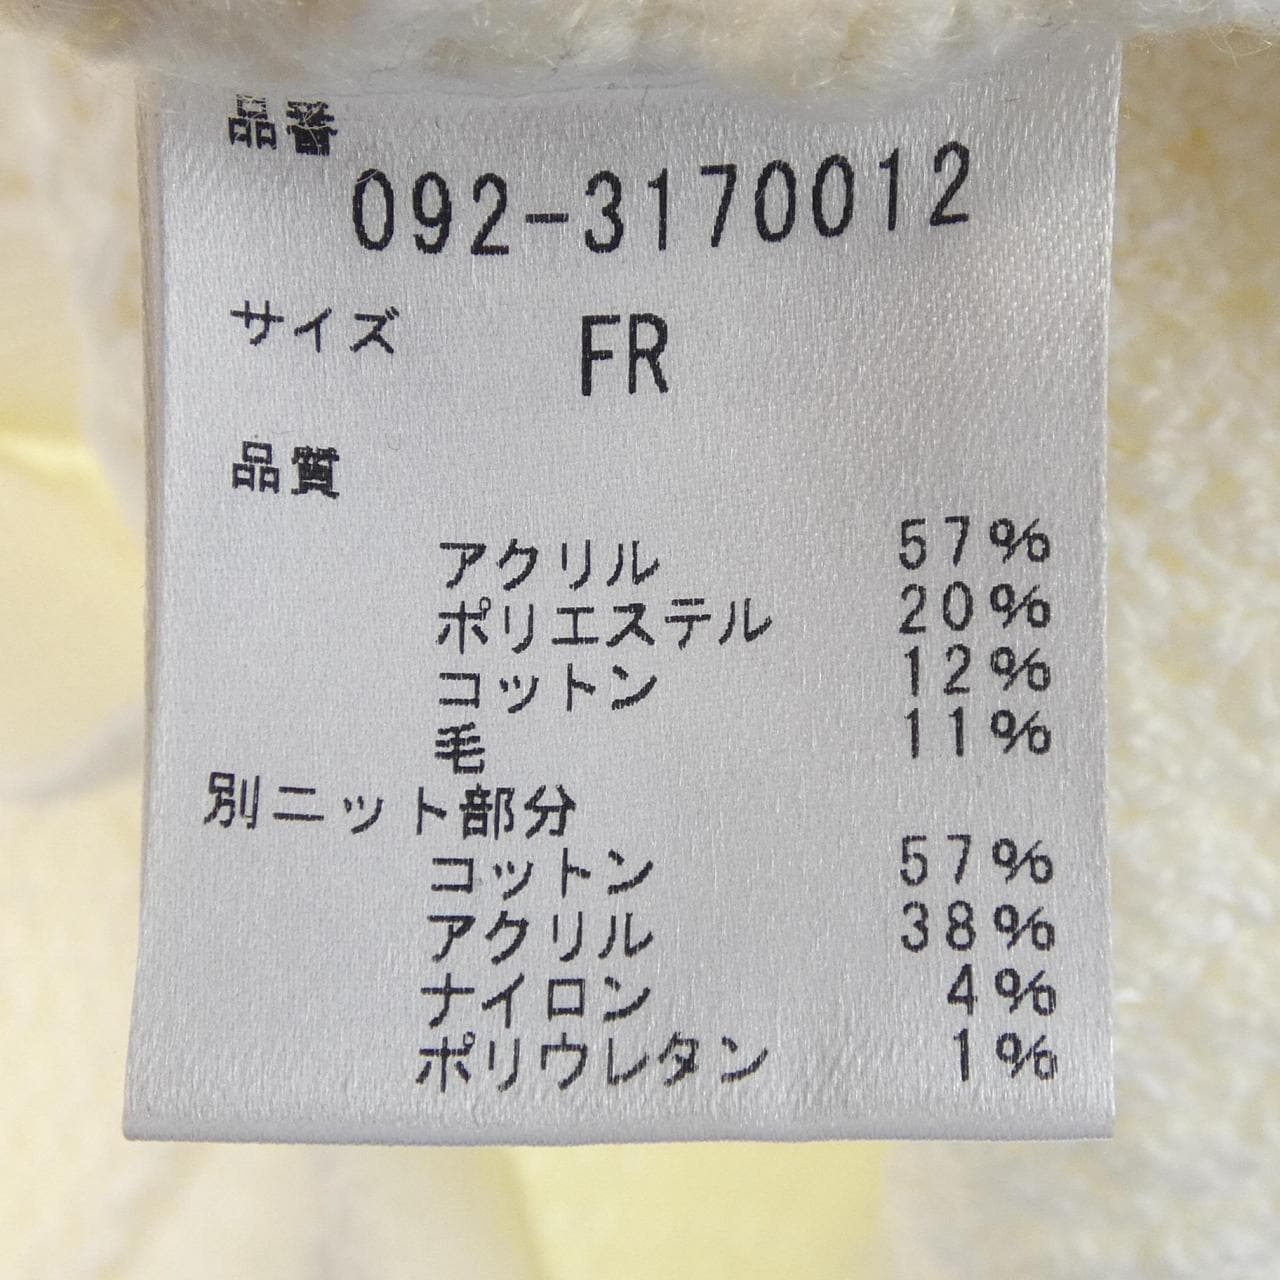 品番
092-3170012
サイズ FR
品質
アクリル 57%
ポリエステル 20%
コットン 12%
毛 11%
別ニット部分
コットン 57%
アクリル 38%
ナイロン 4%
ポリウレタン 1%